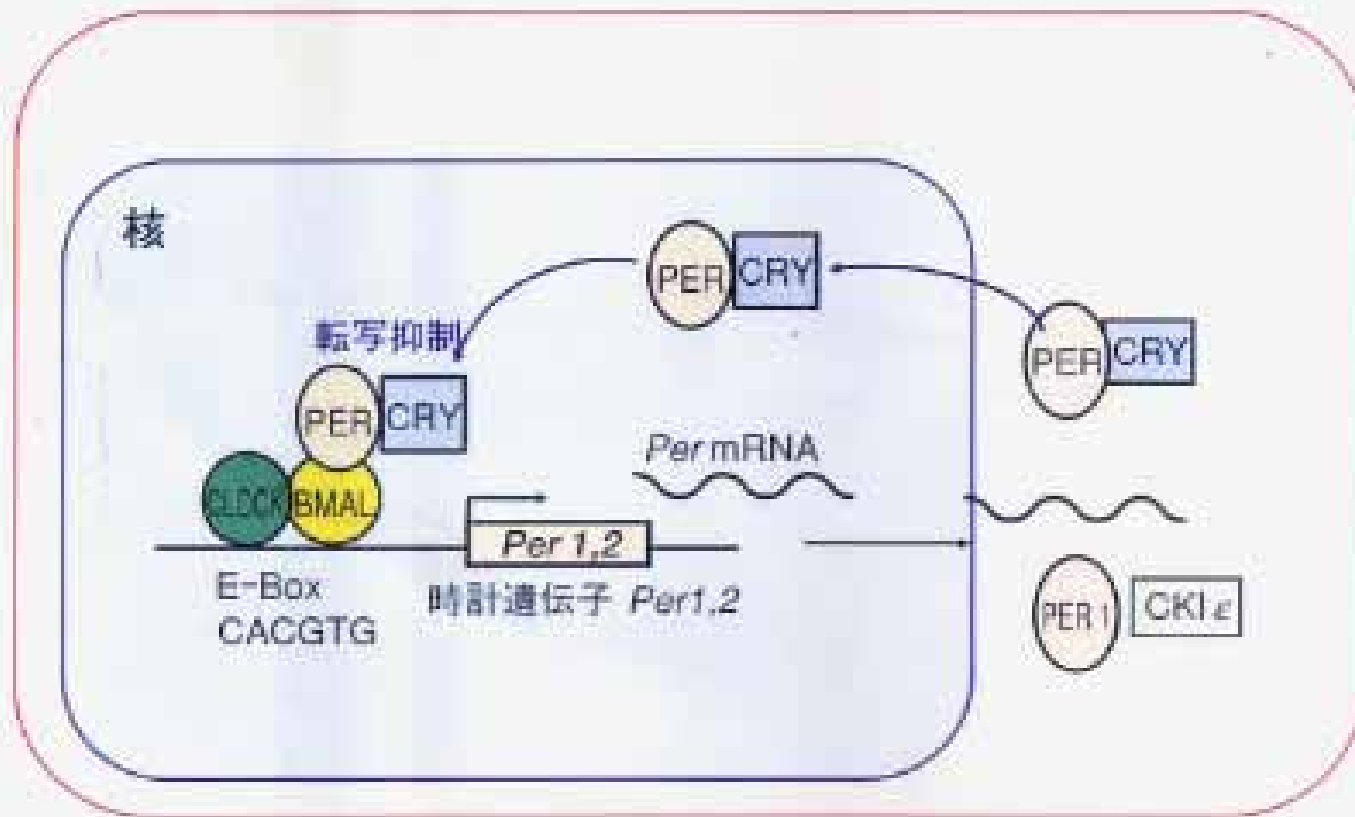 核
PER CRY
転写抑制
PER CRY
PER CRY
Per mRNA
CLOCK BMAL
Per 1,2
E-Box
CACGTG
時計遺伝子 Per1,2
PER 1 CKIε